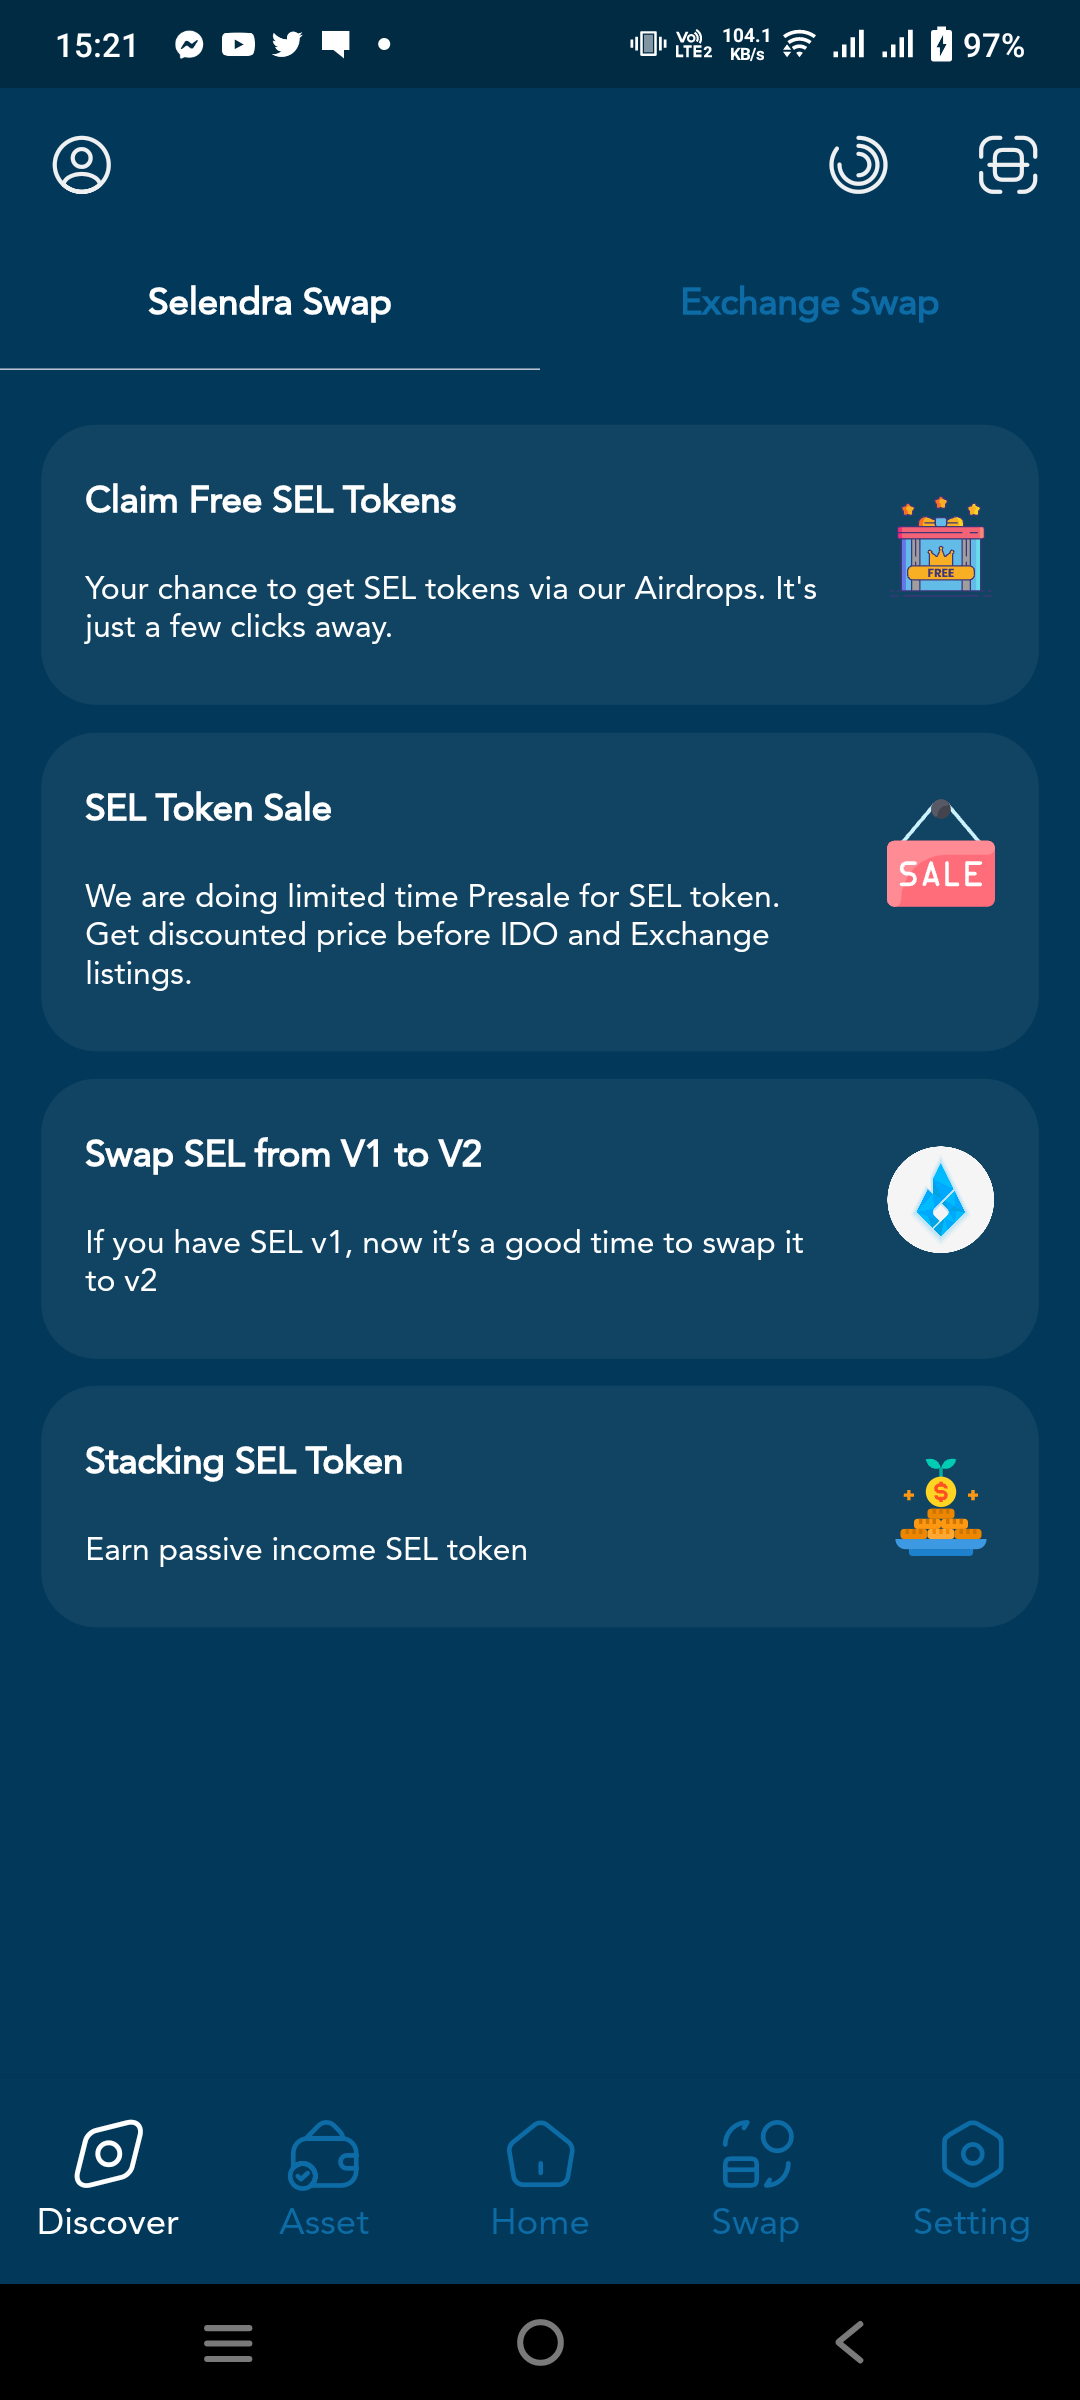 15:21
Vo)) LTE2
104.1 KB/s
97%
Selendra Swap
Exchange Swap
Claim Free SEL Tokens
Your chance to get SEL tokens via our Airdrops. It's
just a few clicks away.
FREE
SEL Token Sale
We are doing limited time Presale for SEL token.
Get discounted price before IDO and Exchange
listings.
SALE
Swap SEL from V1 to V2
If you have SEL v1, now it’s a good time to swap it
to v2
Stacking SEL Token
Earn passive income SEL token
$
Discover
Asset
Home
Swap
Setting